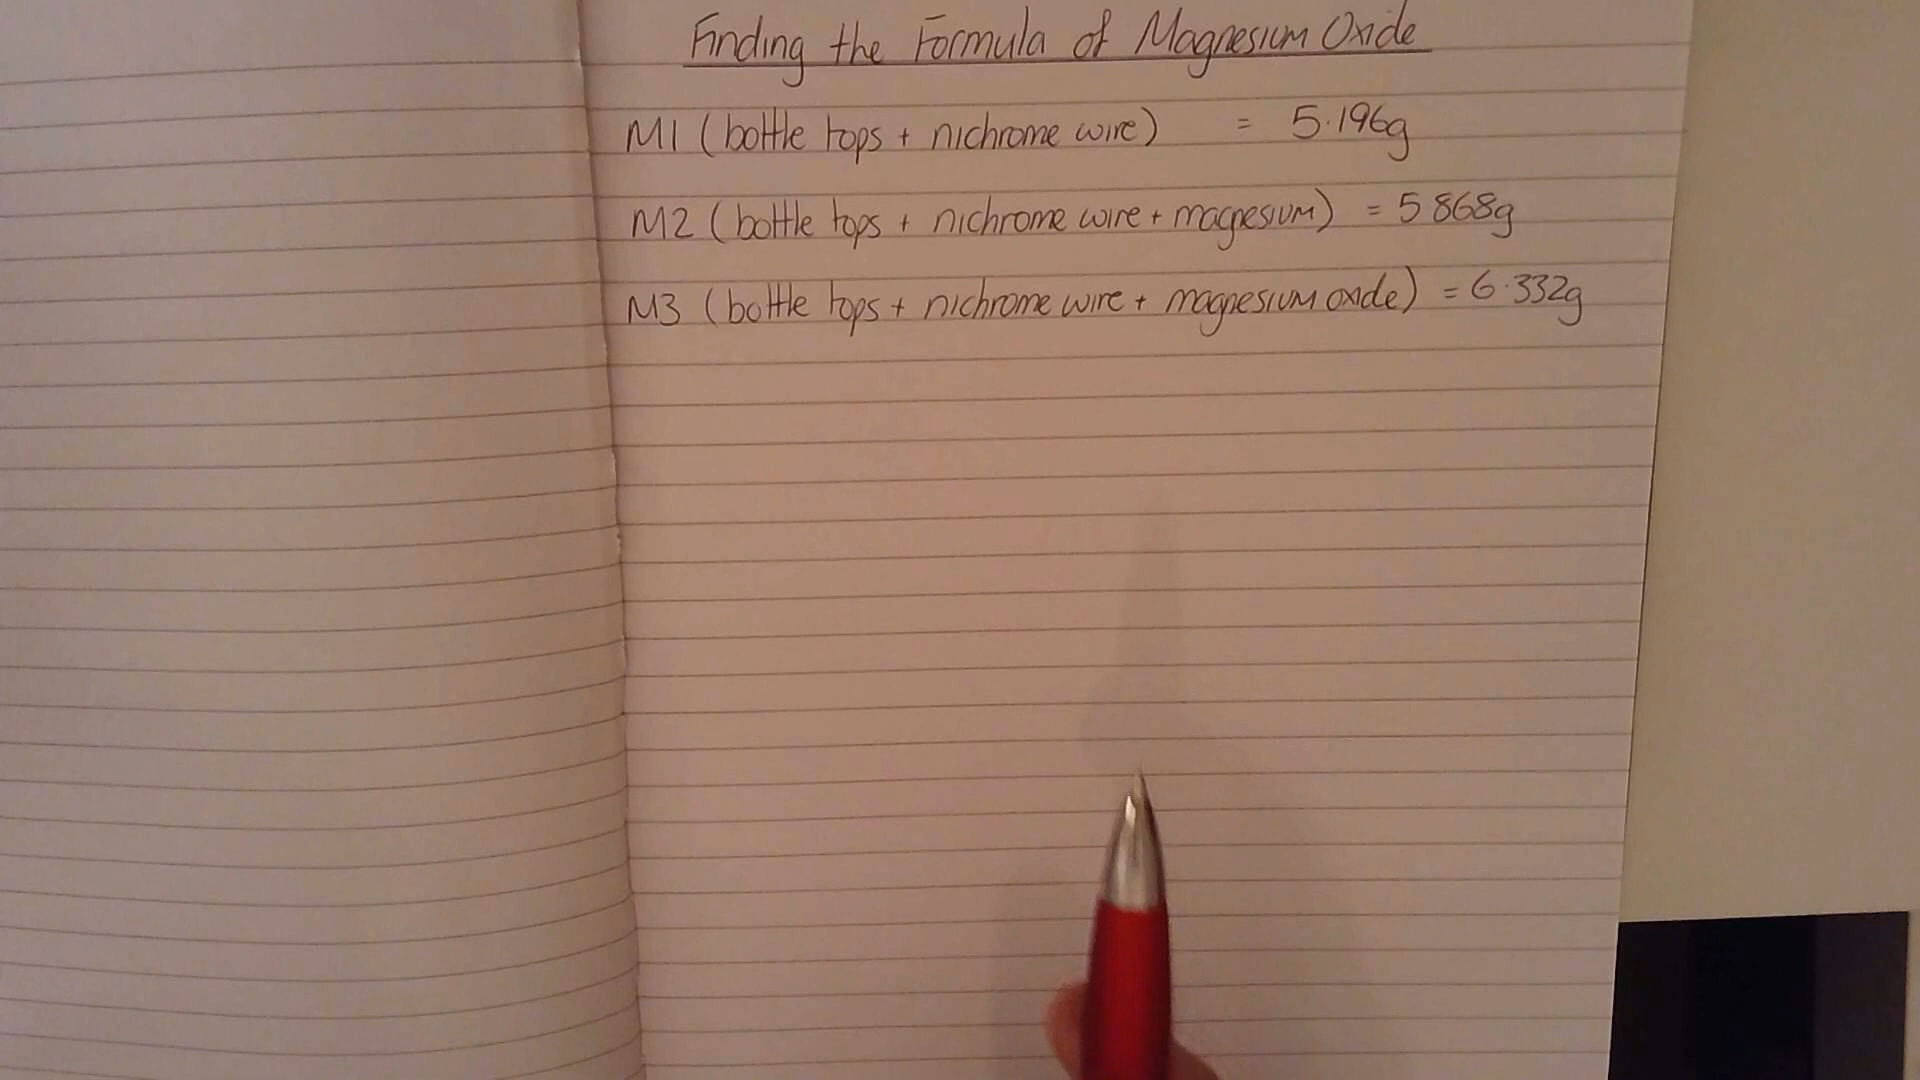 Finding the Formula of Magnesium Oxide
M1 (bottle tops + nichrome wire) = 5.196g
M2 (bottle tops + nichrome wire + magnesium) = 5.868g
M3 (bottle tops + nichrome wire + magnesium oxide) = 6.332g